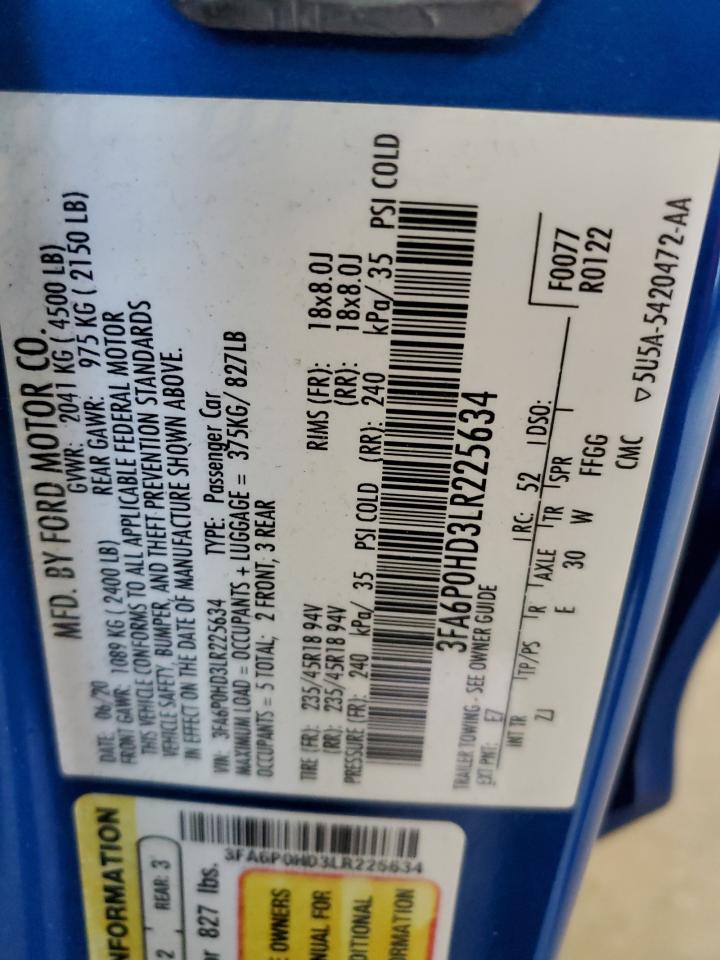 MFD. BY FORD MOTOR CO.
DATE: 06/20 GVWR: 2041 KG ( 4500 LB)
FRONT GAWR: 1089 KG ( 2400 LB) REAR GAWR: 975 KG ( 2150 LB)
THIS VEHICLE CONFORMS TO ALL APPLICABLE FEDERAL MOTOR
VEHICLE SAFETY, BUMPER, AND THEFT PREVENTION STANDARDS
IN EFFECT ON THE DATE OF MANUFACTURE SHOWN ABOVE.
VIN: 3FA6P0HD3LR225634 TYPE: Passenger Car
MAXIMUM LOAD = OCCUPANTS + LUGGAGE = 375KG/ 827LB
OCCUPANTS = 5 TOTAL; 2 FRONT; 3 REAR
TIRE (FR): 235/45R18 94V RIMS (FR): 18x8.0J
(RR): 235/45R18 94V (RR): 18x8.0J
PRESSURE (FR): 240 kPa/ 35 PSI COLD (RR): 240 kPa/ 35 PSI COLD
3FA6P0HD3LR225634
TRAILER TOWING - SEE OWNER GUIDE
EXT PNT: E7 RC: 52 DSO: F0077
INT TR TP/PS R AXLE TR SPR R0122
ZJ E 30 W FFGG
CMC ▽5U5A-5420472-AA
NFORMATION
2 REAR: 3
827 lbs.
3FA6P0HD3LR225634
OWNERS
FOR